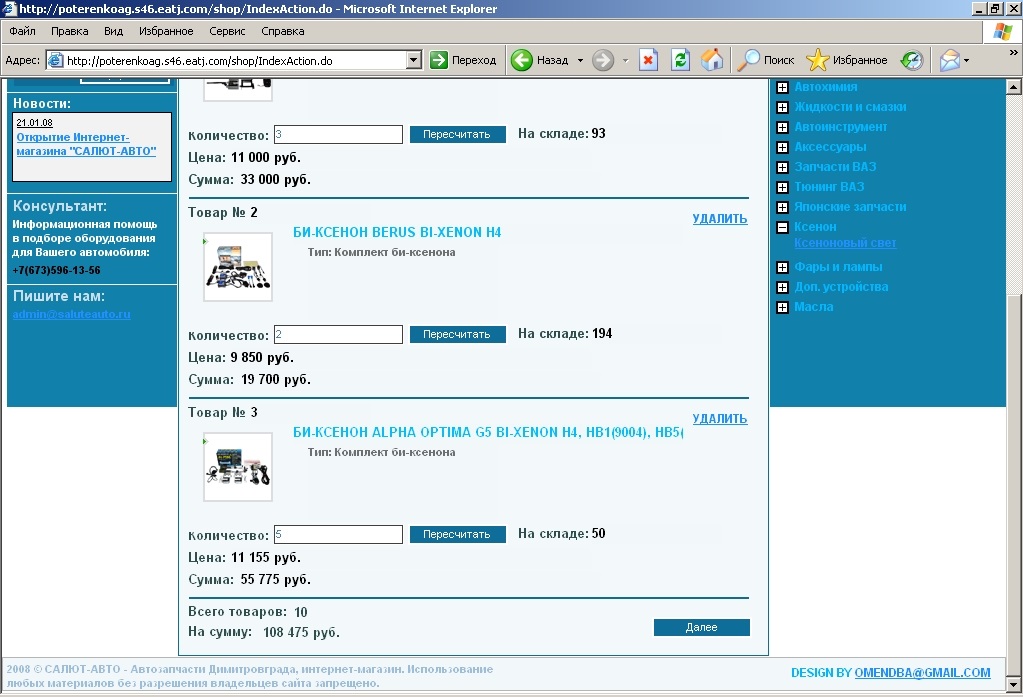 http://poterenkoag.s46.eatj.com/shop/IndexAction.do - Microsoft Internet Explorer
Файл Правка Вид Избранное Сервис Справка
Адрес: http://poterenkoag.s46.eatj.com/shop/IndexAction.do Переход Назад Поиск Избранное »
Новости:
21.01.08
Открытие Интернет-
магазина "САЛЮТ-АВТО"
Консультант:
Информационная помощь
в подборе оборудования
для Вашего автомобиля:
+7(673)596-13-56
Пишите нам:
admin@saluteauto.ru
Количество: 3 Пересчитать На складе: 93
Цена: 11 000 руб.
Сумма: 33 000 руб.
Товар № 2
УДАЛИТЬ
БИ-КСЕНОН BERUS BI-XENON H4
Тип: Комплект би-ксенона
Количество: 2 Пересчитать На складе: 194
Цена: 9 850 руб.
Сумма: 19 700 руб.
Товар № 3
УДАЛИТЬ
БИ-КСЕНОН ALPHA OPTIMA G5 BI-XENON H4, HB1(9004), HB5(
Тип: Комплект би-ксенона
Количество: 5 Пересчитать На складе: 50
Цена: 11 155 руб.
Сумма: 55 775 руб.
Всего товаров: 10
На сумму: 108 475 руб.
Далее
Автохимия
Жидкости и смазки
Автоинструмент
Аксессуары
Запчасти ВАЗ
Тюнинг ВАЗ
Японские запчасти
Ксенон
Ксеноновый свет
Фары и лампы
Доп. устройства
Масла
2008 © САЛЮТ-АВТО - Автозапчасти Димитровграда, интернет-магазин. Использование
любых материалов без разрешения владельцев сайта запрещено.
DESIGN BY OMENDBA@GMAIL.COM